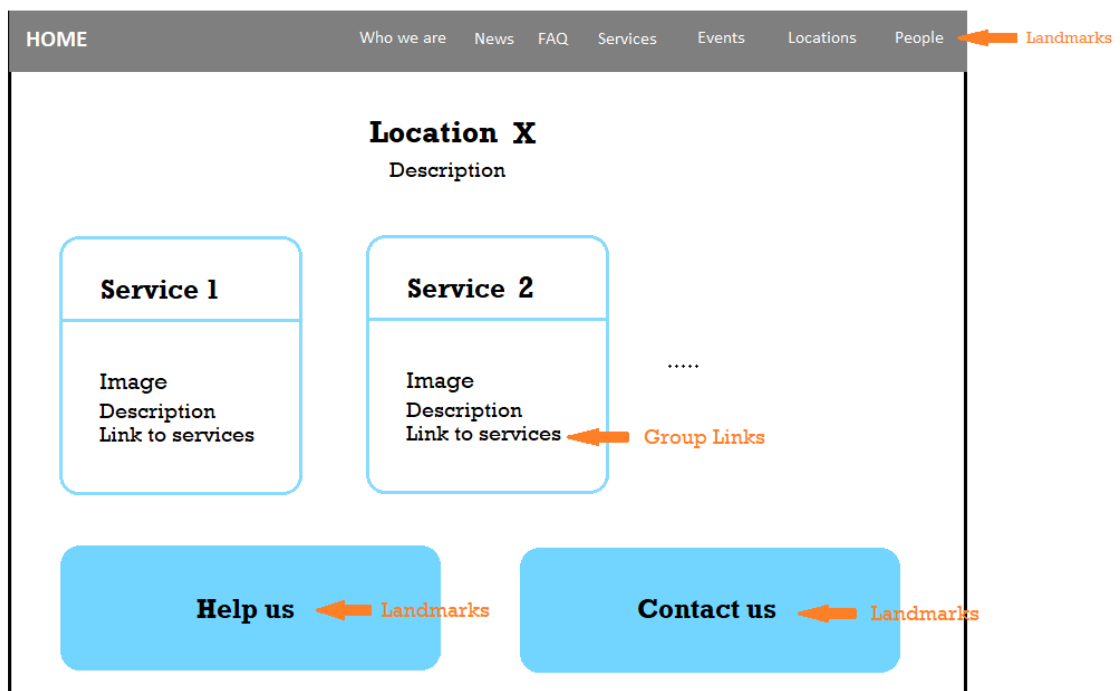 HOME Who we are News FAQ Services Events Locations People Landmarks
Location X
Description
Service 1
Image
Description
Link to services
Service 2
Image
Description
Link to services Group Links
.....
Help us Landmarks
Contact us Landmarks